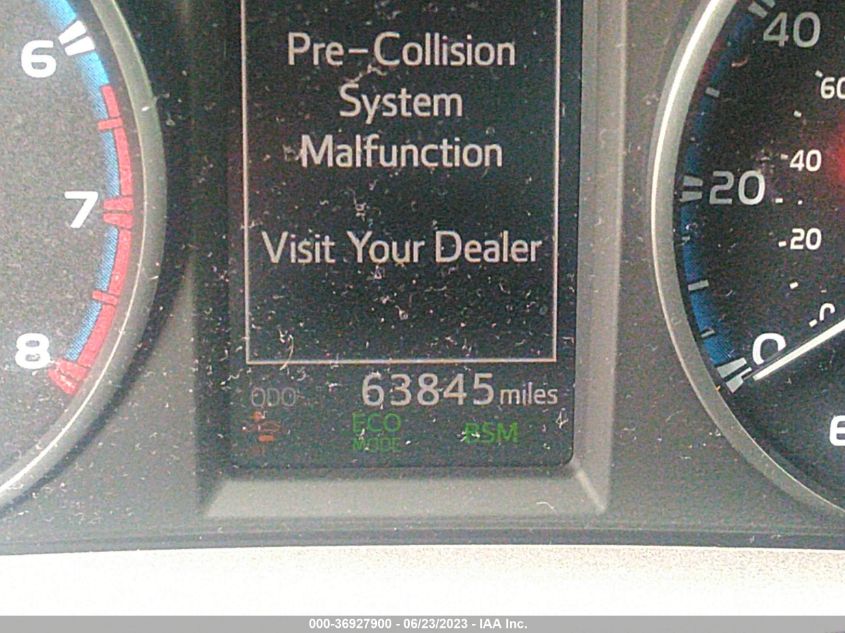 6
7
8
Pre-Collision
System
Malfunction
Visit Your Dealer
ODO 63845 miles
ECO
MODE
BSM
40
20
0
60
40
20
0
000-36927900 - 06/23/2023 - IAA Inc.